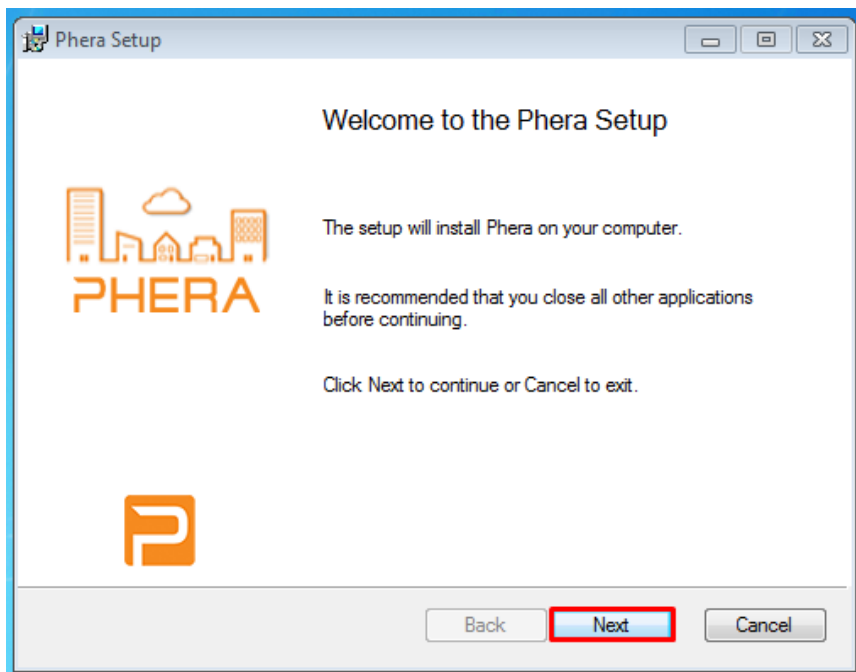 Phera Setup
Welcome to the Phera Setup
The setup will install Phera on your computer.
PHERA
It is recommended that you close all other applications
before continuing.
Click Next to continue or Cancel to exit.
P
Back
Next
Cancel